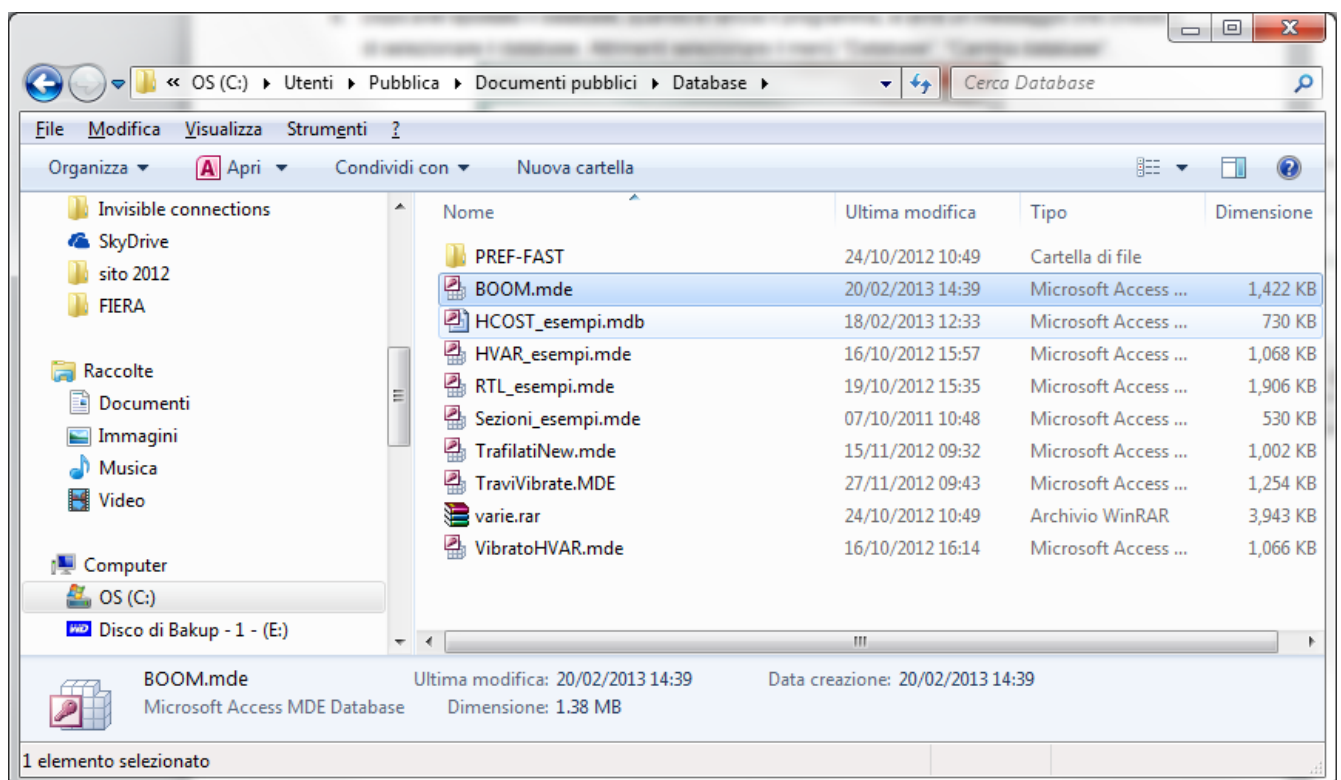 « OS (C:) Utenti Pubblica Documenti pubblici Database Cerca Database
File Modifica Visualizza Strumenti ?
Organizza Apri Condividi con Nuova cartella
Invisible connections
SkyDrive
sito 2012
FIERA
Raccolte
Documenti
Immagini
Musica
Video
Computer
OS (C:)
Disco di Bakup - 1 - (E:)
Nome Ultima modifica Tipo Dimensione
PREF-FAST 24/10/2012 10:49 Cartella di file
BOOM.mde 20/02/2013 14:39 Microsoft Access ... 1,422 KB
HCOST_esempi.mdb 18/02/2013 12:33 Microsoft Access ... 730 KB
HVAR_esempi.mde 16/10/2012 15:57 Microsoft Access ... 1,068 KB
RTL_esempi.mde 19/10/2012 15:35 Microsoft Access ... 1,906 KB
Sezioni_esempi.mde 07/10/2011 10:48 Microsoft Access ... 530 KB
TrafilatiNew.mde 15/11/2012 09:32 Microsoft Access ... 1,002 KB
TraviVibrate.MDE 27/11/2012 09:43 Microsoft Access ... 1,254 KB
varie.rar 24/10/2012 10:49 Archivio WinRAR 3,943 KB
VibratoHVAR.mde 16/10/2012 16:14 Microsoft Access ... 1,066 KB
BOOM.mde Ultima modifica: 20/02/2013 14:39 Data creazione: 20/02/2013 14:39
Microsoft Access MDE Database Dimensione: 1.38 MB
1 elemento selezionato